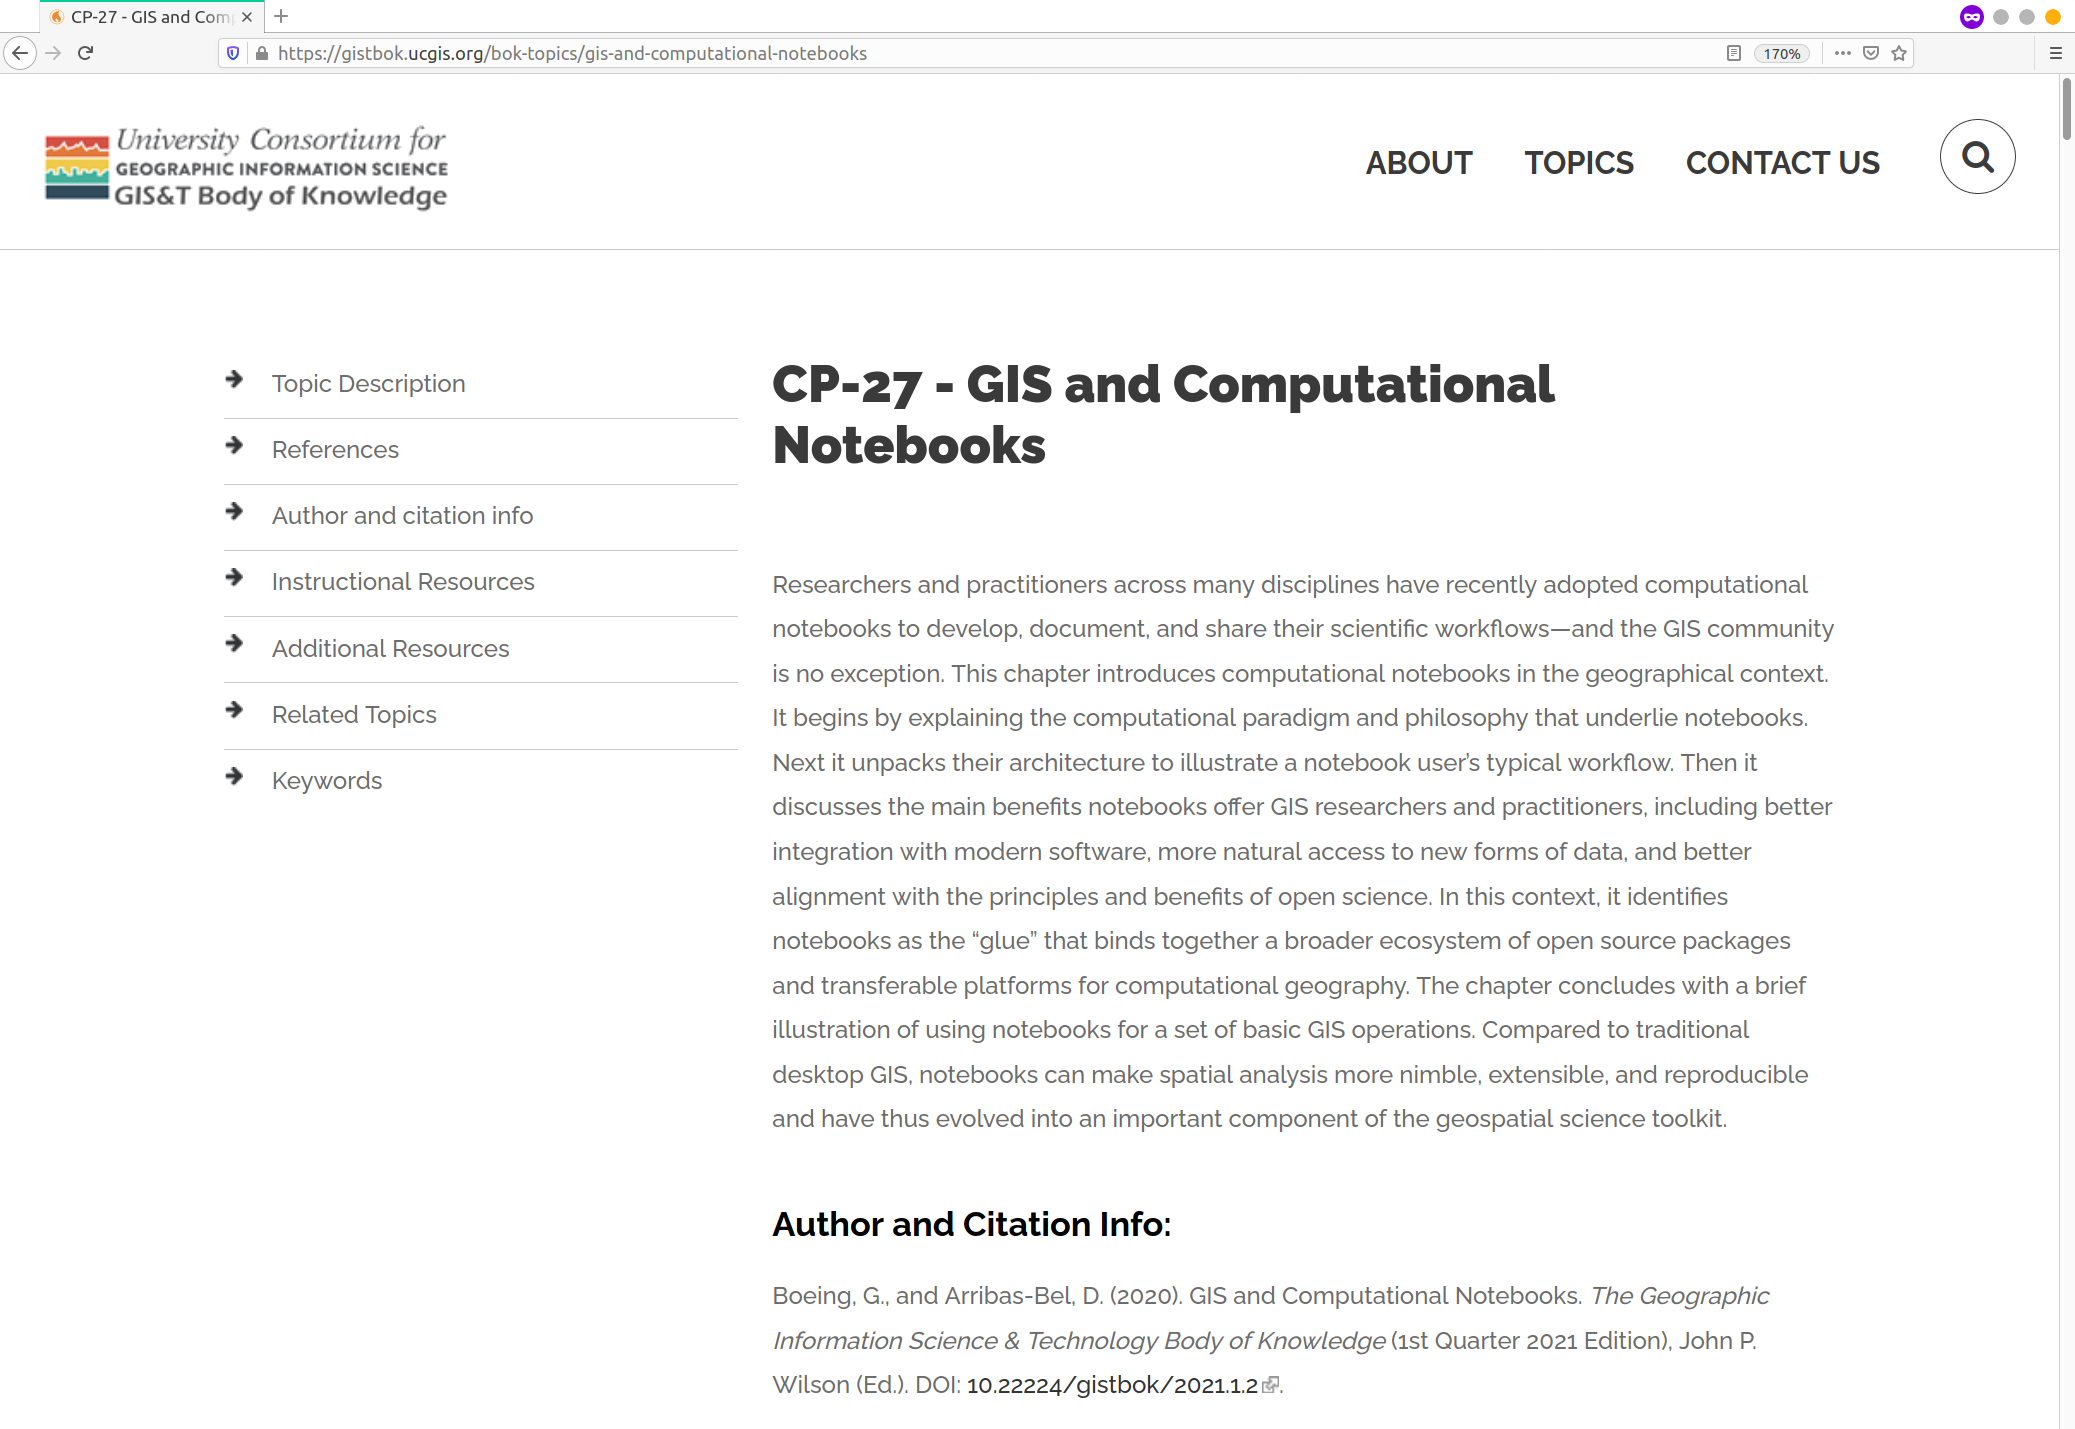 CP-27 - GIS and Com
https://gistbok.ucgis.org/bok-topics/gis-and-computational-notebooks
170%
University Consortium for
GEOGRAPHIC INFORMATION SCIENCE
GIS&T Body of Knowledge
ABOUT
TOPICS
CONTACT US
Topic Description
References
Author and citation info
Instructional Resources
Additional Resources
Related Topics
Keywords
CP-27 - GIS and Computational
Notebooks
Researchers and practitioners across many disciplines have recently adopted computational
notebooks to develop, document, and share their scientific workflows—and the GIS community
is no exception. This chapter introduces computational notebooks in the geographical context.
It begins by explaining the computational paradigm and philosophy that underlie notebooks.
Next it unpacks their architecture to illustrate a notebook user’s typical workflow. Then it
discusses the main benefits notebooks offer GIS researchers and practitioners, including better
integration with modern software, more natural access to new forms of data, and better
alignment with the principles and benefits of open science. In this context, it identifies
notebooks as the “glue” that binds together a broader ecosystem of open source packages
and transferable platforms for computational geography. The chapter concludes with a brief
illustration of using notebooks for a set of basic GIS operations. Compared to traditional
desktop GIS, notebooks can make spatial analysis more nimble, extensible, and reproducible
and have thus evolved into an important component of the geospatial science toolkit.
Author and Citation Info:
Boeing, G., and Arribas-Bel, D. (2020). GIS and Computational Notebooks. The Geographic
Information Science & Technology Body of Knowledge (1st Quarter 2021 Edition), John P.
Wilson (Ed.). DOI: 10.22224/gistbok/2021.1.2.